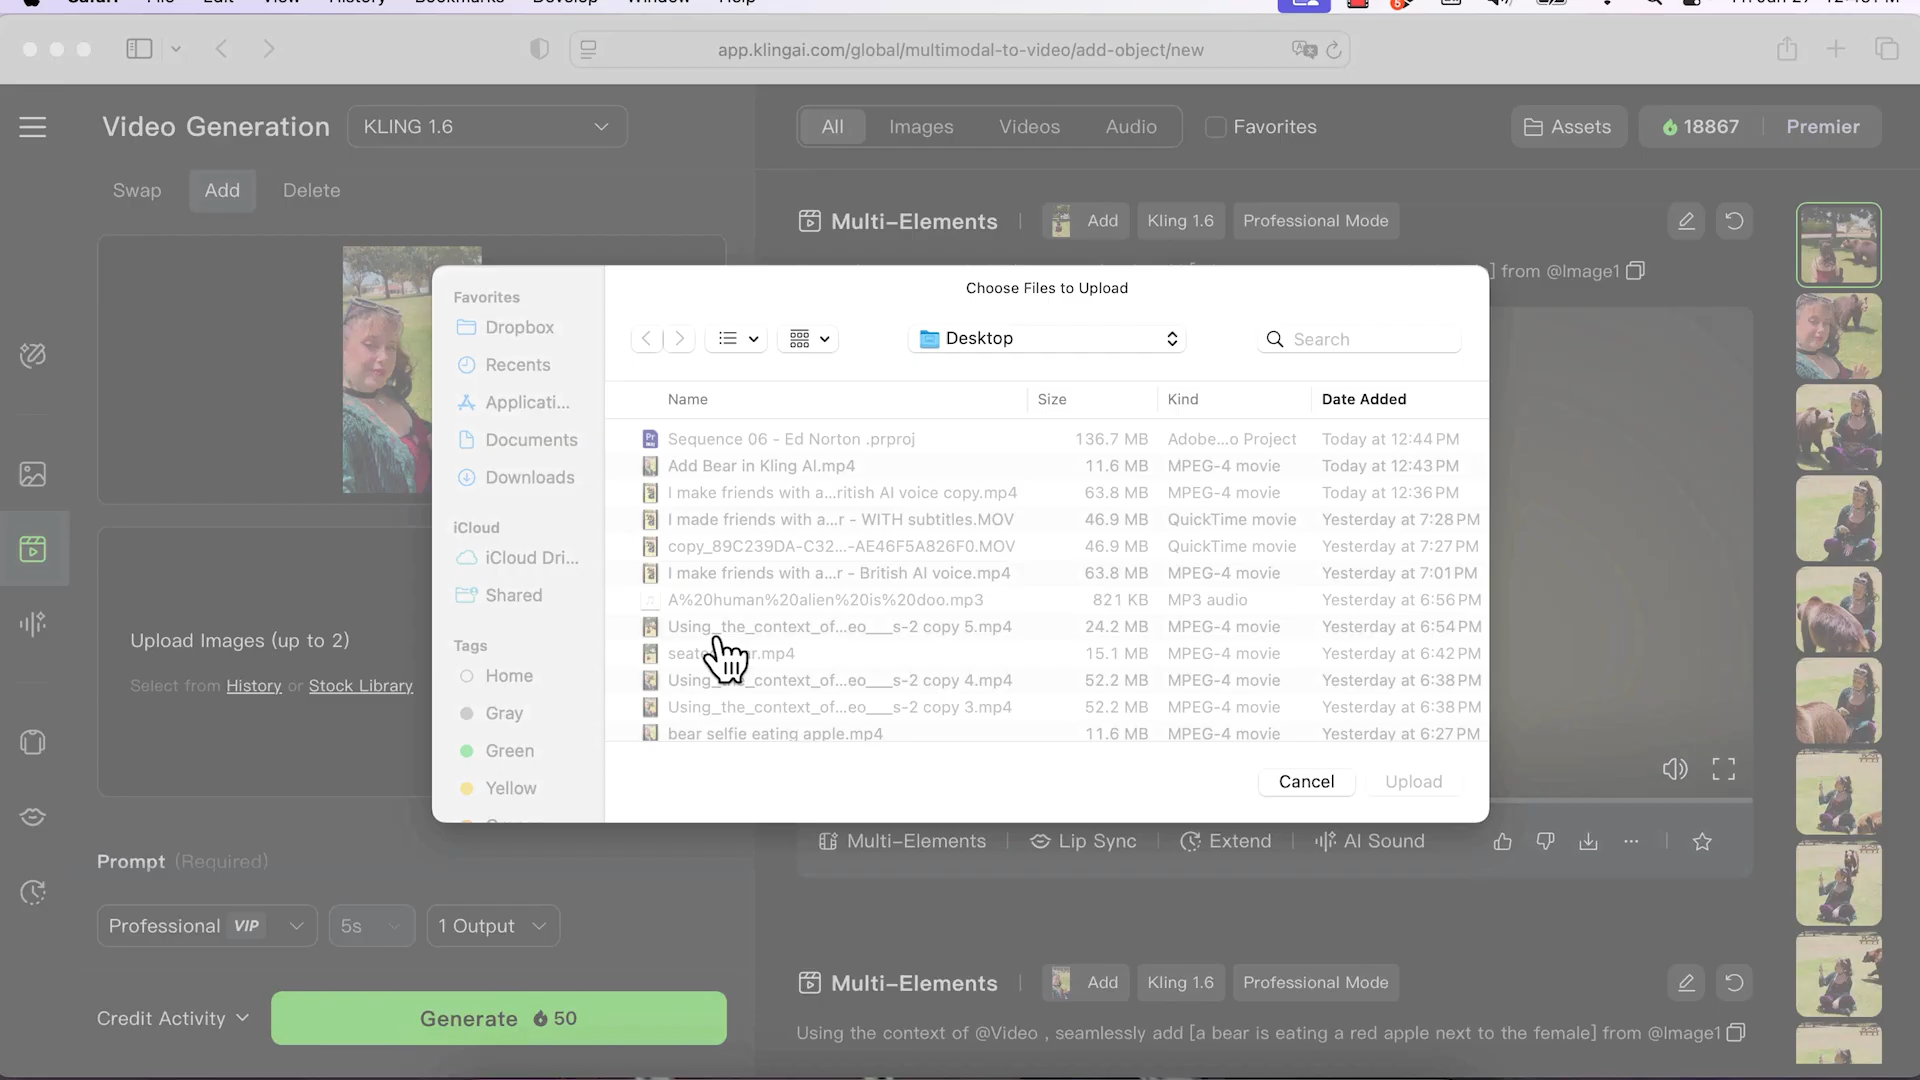 app.klingai.com/global/multimodal-to-video/add-object/new
Video Generation
KLING 1.6
All
Images
Videos
Audio
Favorites
Assets
18867
Premier
Swap
Add
Delete
Multi-Elements
Add
Kling 1.6
Professional Mode
] from @Image1
Upload Images (up to 2)
Select from History or Stock Library
Choose Files to Upload
Favorites
Dropbox
Recents
Applicati...
Documents
Downloads
iCloud
iCloud Dri...
Shared
Tags
Home
Gray
Green
Yellow
Desktop
Search
Name Size Kind Date Added
Sequence 06 - Ed Norton .prproj 136.7 MB Adobe...o Project Today at 12:44 PM
Add Bear in Kling AI.mp4 11.6 MB MPEG-4 movie Today at 12:43 PM
I make friends with a...ritish AI voice copy.mp4 63.8 MB MPEG-4 movie Today at 12:36 PM
I made friends with a...r - WITH subtitles.MOV 46.9 MB QuickTime movie Yesterday at 7:28 PM
copy_89C239DA-C32...-AE46F5A826F0.MOV 46.9 MB QuickTime movie Yesterday at 7:27 PM
I make friends with a...r - British AI voice.mp4 63.8 MB MPEG-4 movie Yesterday at 7:01 PM
A%20human%20alien%20is%20doo.mp3 821 KB MP3 audio Yesterday at 6:56 PM
Using_the_context_of...eo___s-2 copy 5.mp4 24.2 MB MPEG-4 movie Yesterday at 6:54 PM
15.1 MB MPEG-4 movie Yesterday at 6:42 PM
Using_the_context_of...eo___s-2 copy 4.mp4 52.2 MB MPEG-4 movie Yesterday at 6:38 PM
Using_the_context_of...eo___s-2 copy 3.mp4 52.2 MB MPEG-4 movie Yesterday at 6:38 PM
bear selfie eating apple.mp4 11.6 MB MPEG-4 movie Yesterday at 6:27 PM
Cancel
Upload
Multi-Elements
Lip Sync
Extend
AI Sound
Prompt (Required)
Professional VIP
5s
1 Output
Credit Activity
Generate 50
Multi-Elements
Add
Kling 1.6
Professional Mode
Using the context of @Video , seamlessly add [a bear is eating a red apple next to the female] from @Image1